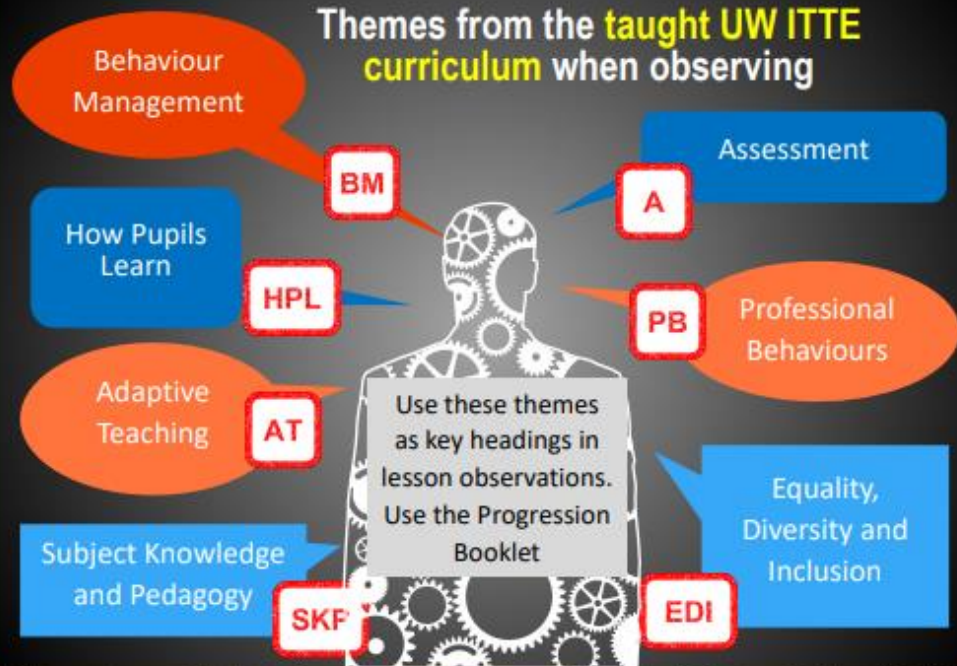 Themes from the taught UW ITTE
curriculum when observing
Behaviour
Management
BM
Assessment
A
How Pupils
Learn
HPL
Professional
Behaviours
PB
Adaptive
Teaching
AT
Use these themes
as key headings in
lesson observations.
Use the Progression
Booklet
Equality,
Diversity and
Inclusion
EDI
Subject Knowledge
and Pedagogy
SKP